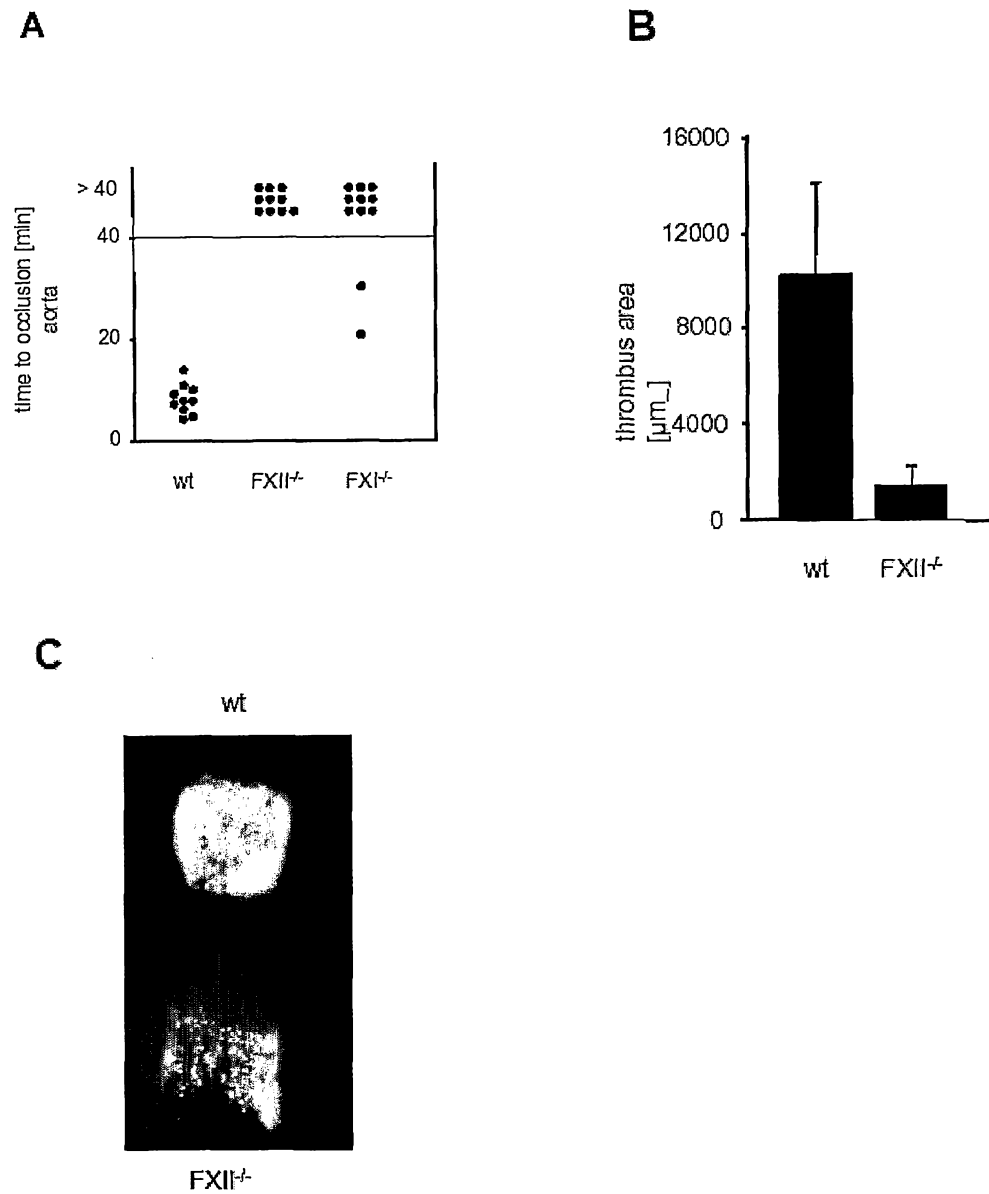 A
time to occlusion [min]
aorta
> 40
40
20
0
wt
FXII-/-
FXI-/-
B
thrombus area
[µm_]
16000
12000
8000
4000
0
wt
FXII-/-
C
wt
FXII-/-